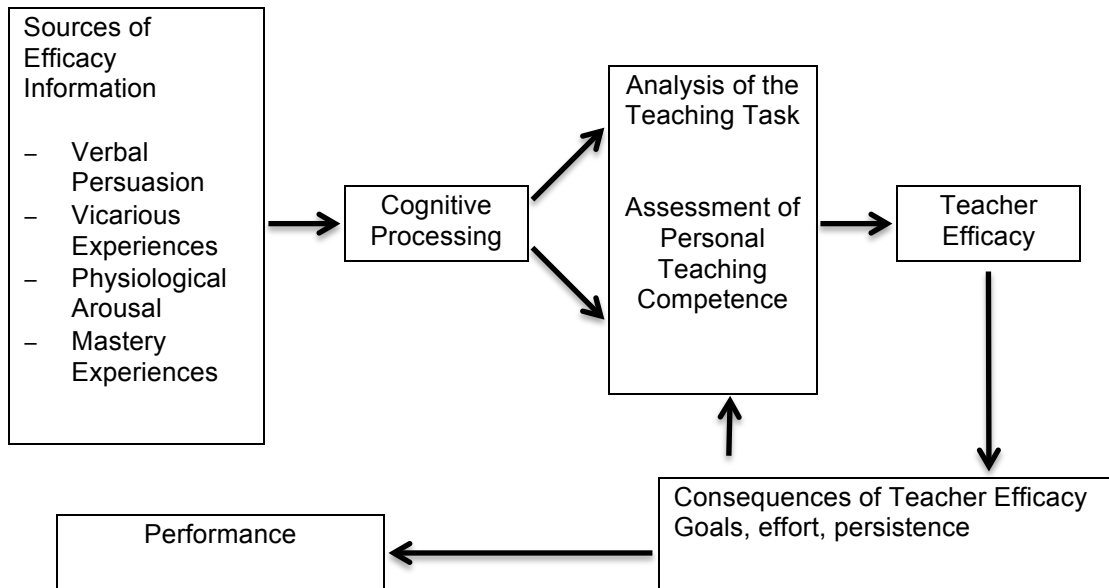 Sources of
Efficacy
Information
– Verbal
Persuasion
– Vicarious
Experiences
– Physiological
Arousal
– Mastery
Experiences
Cognitive
Processing
Analysis of the
Teaching Task
Assessment of
Personal
Teaching
Competence
Teacher
Efficacy
Consequences of Teacher Efficacy
Goals, effort, persistence
Performance